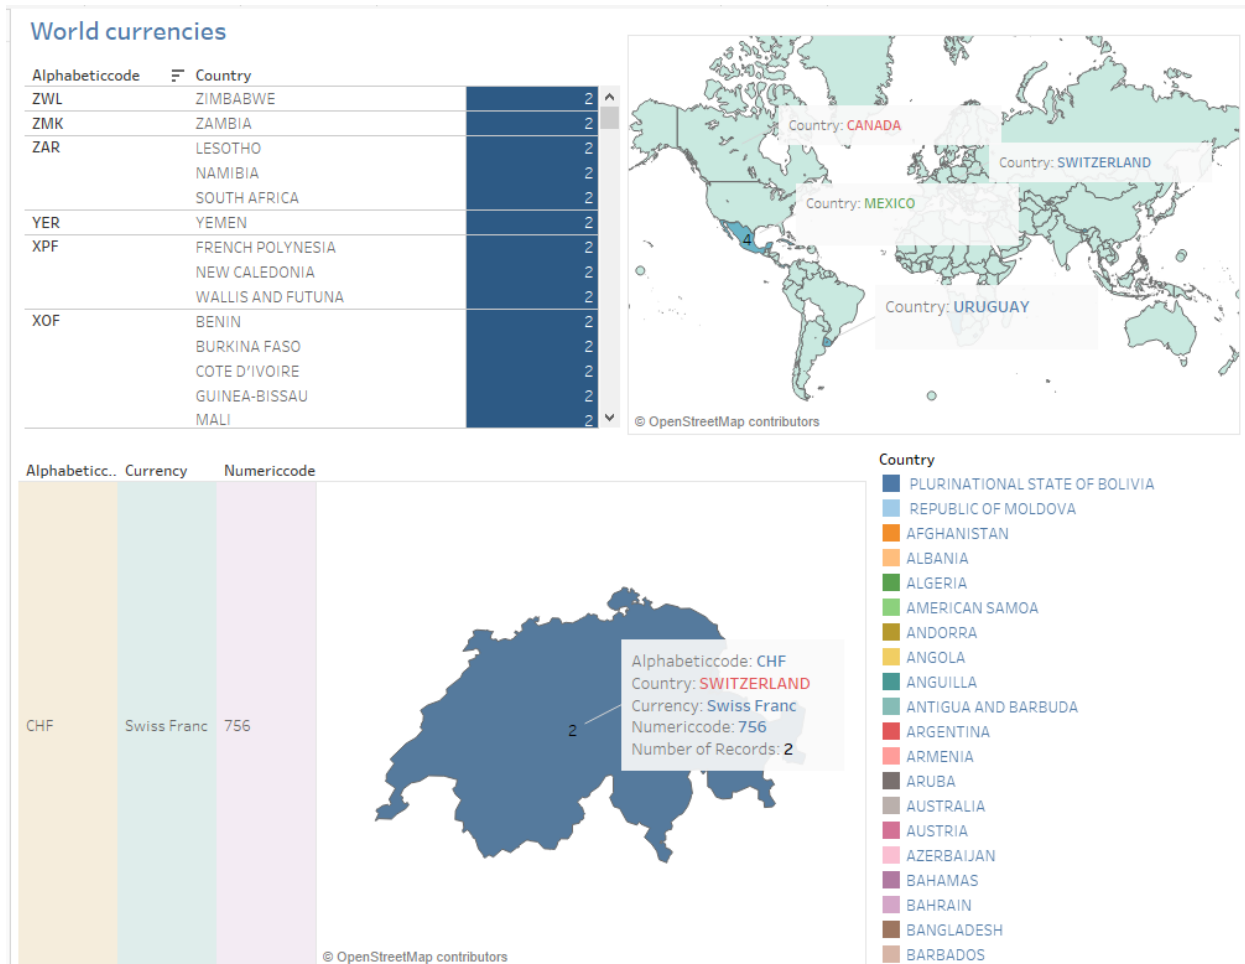 World currencies
Alphabeticcode Country
ZWL ZIMBABWE 2
ZMK ZAMBIA 2
ZAR LESOTHO 2
NAMIBIA 2
SOUTH AFRICA 2
YER YEMEN 2
XPF FRENCH POLYNESIA 2
NEW CALEDONIA 2
WALLIS AND FUTUNA 2
XOF BENIN 2
BURKINA FASO 2
COTE D'IVOIRE 2
GUINEA-BISSAU 2
MALI 2
Country: CANADA
Country: SWITZERLAND
Country: MEXICO
4
Country: URUGUAY
© OpenStreetMap contributors
Alphabeticc.. Currency Numericcode
CHF Swiss Franc 756
2
Alphabeticcode: CHF
Country: SWITZERLAND
Currency: Swiss Franc
Numericcode: 756
Number of Records: 2
© OpenStreetMap contributors
Country
PLURINATIONAL STATE OF BOLIVIA
REPUBLIC OF MOLDOVA
AFGHANISTAN
ALBANIA
ALGERIA
AMERICAN SAMOA
ANDORRA
ANGOLA
ANGUILLA
ANTIGUA AND BARBUDA
ARGENTINA
ARMENIA
ARUBA
AUSTRALIA
AUSTRIA
AZERBAIJAN
BAHAMAS
BAHRAIN
BANGLADESH
BARBADOS